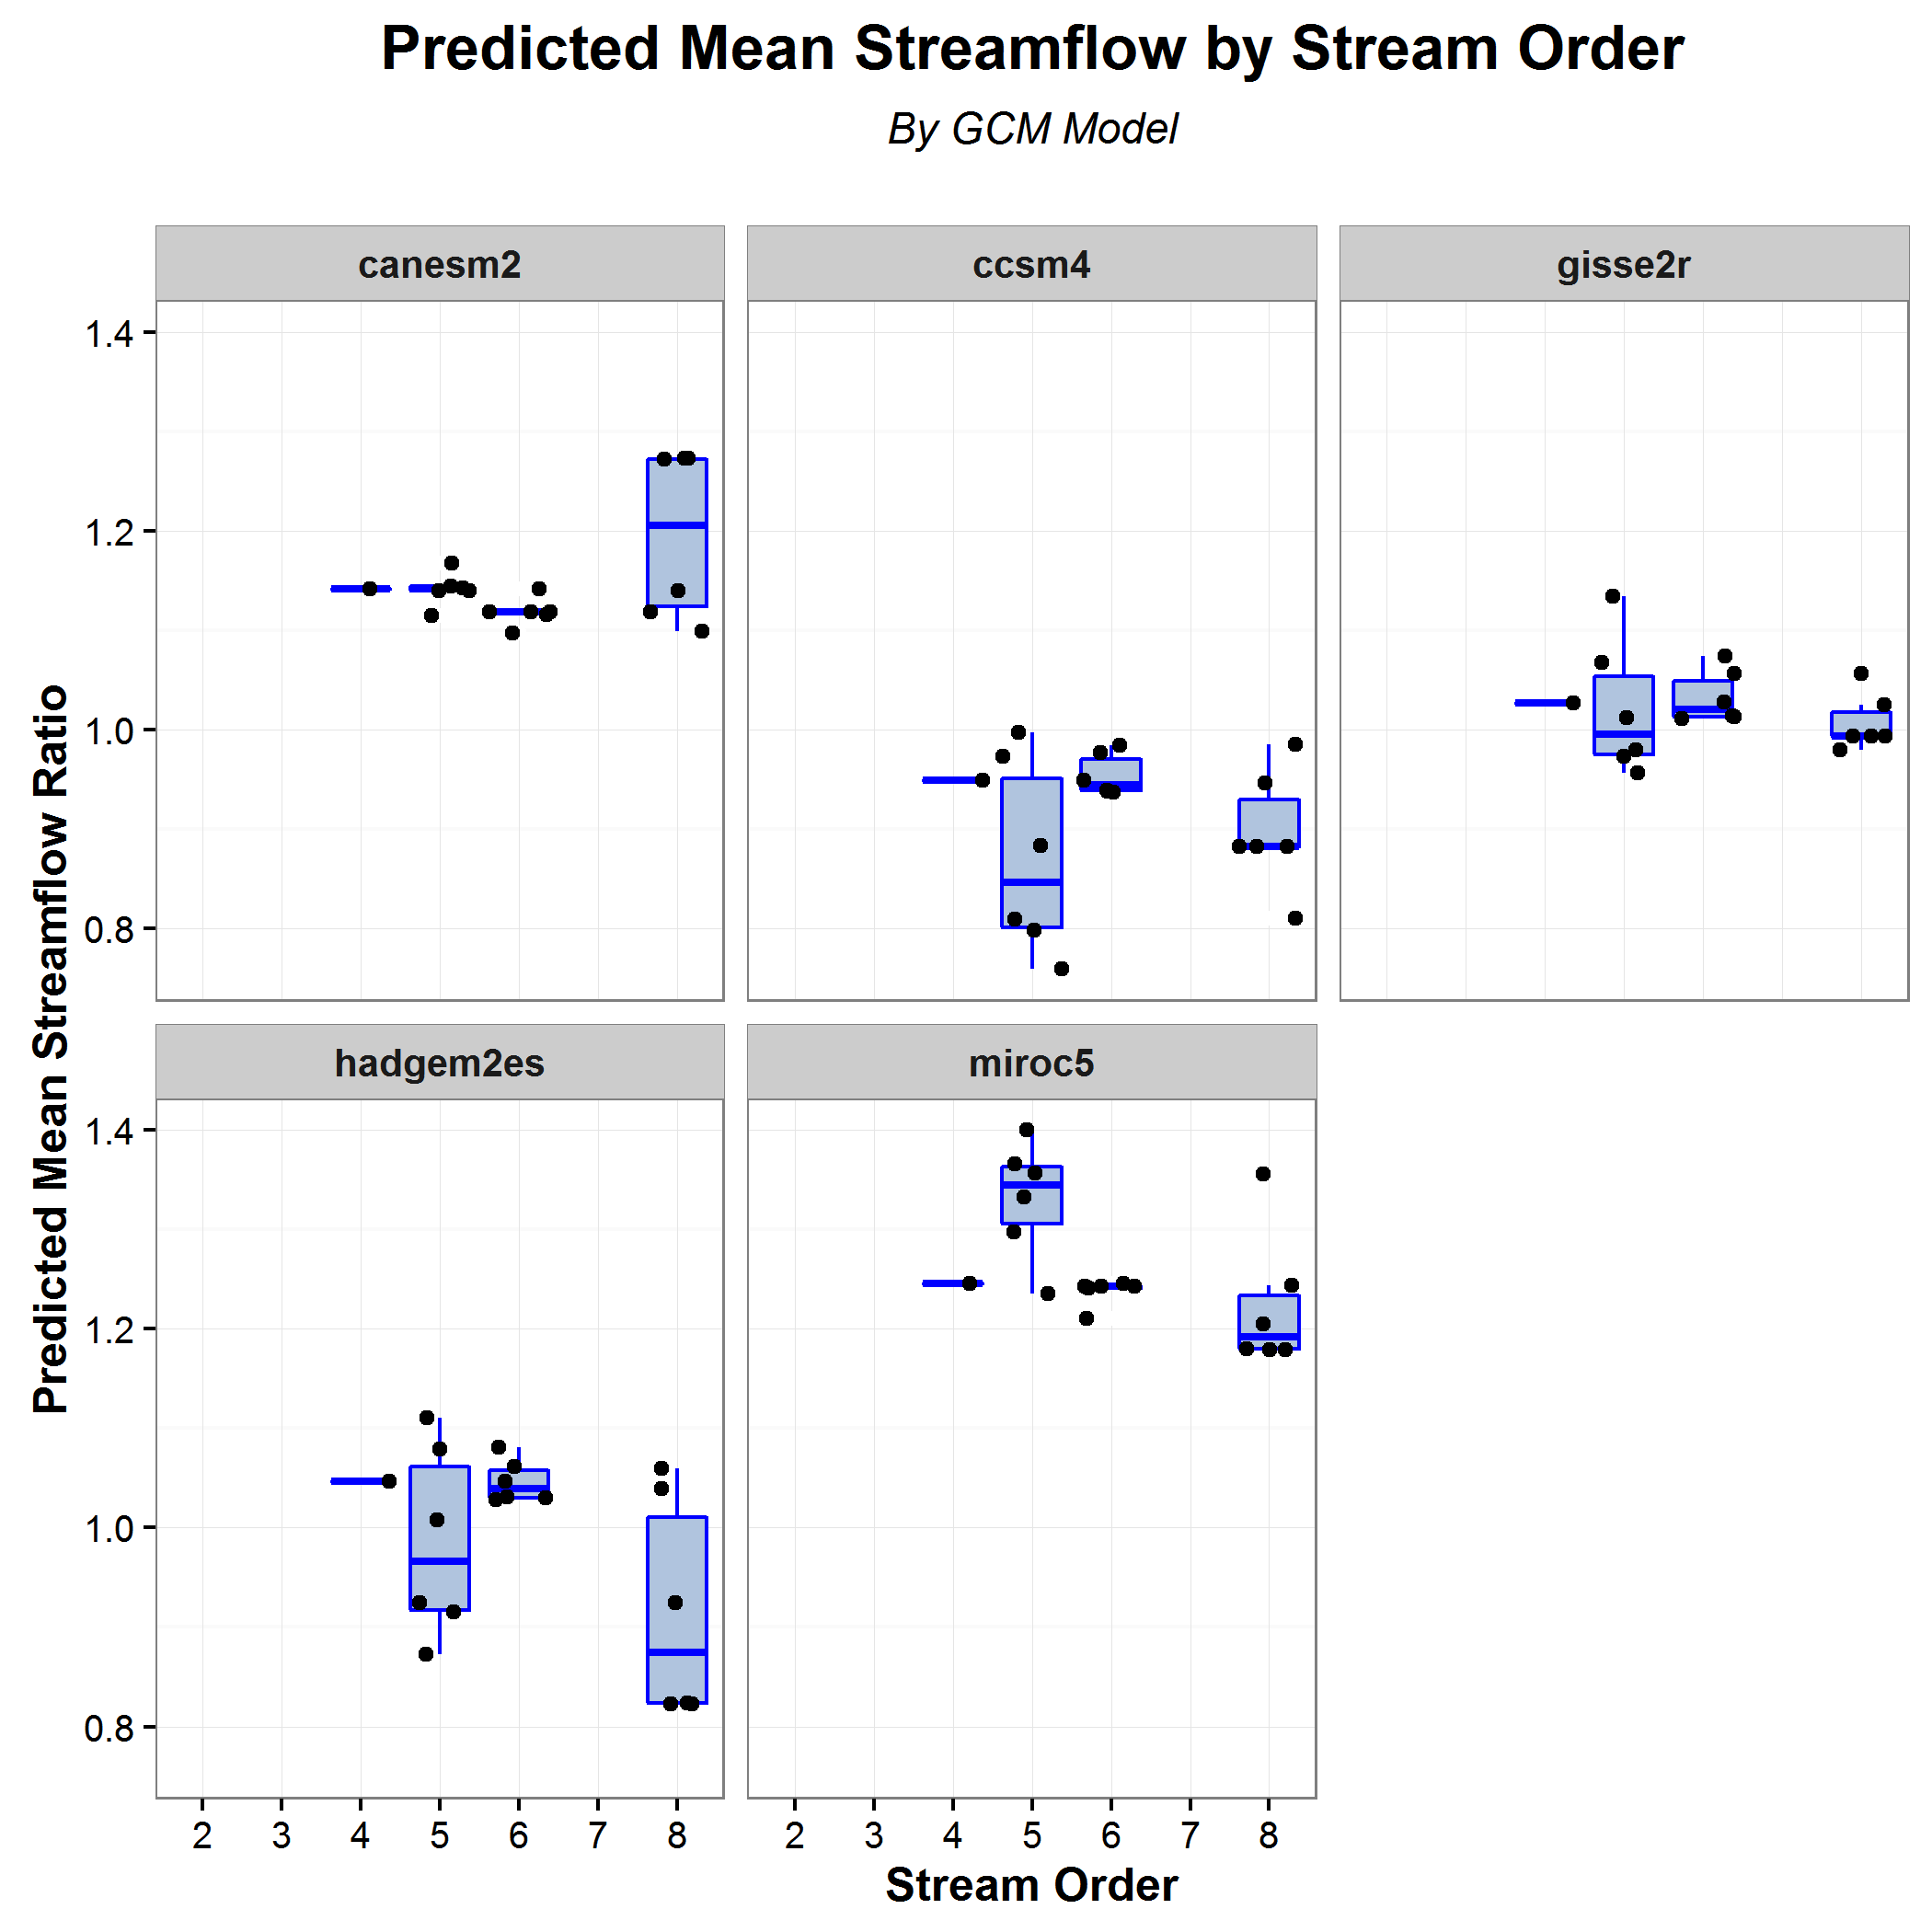 Predicted Mean Streamflow by Stream Order
By GCM Model
canesm2
ccsm4
gisse2r
1.4
1.2
1.0
0.8
Predicted Mean Streamflow Ratio
hadgem2es
miroc5
1.4
1.2
1.0
0.8
2 3 4 5 6 7 8
2 3 4 5 6 7 8
Stream Order